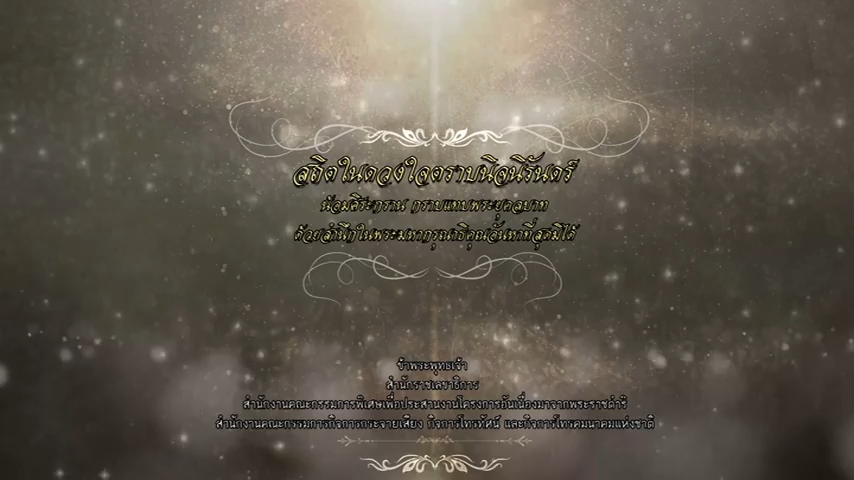 สถิตในดวงใจตราบนิจนิรันดร์
น้อมศิระกราน กราบแทบพระยุคลบาท
ด้วยสำนึกในพระมหากรุณาธิคุณอันหาที่สุดมิได้
ข้าพระพุทธเจ้า
สำนักราชเลขาธิการ
สำนักงานคณะกรรมการพิเศษเพื่อประสานงานโครงการอันเนื่องมาจากพระราชดำริ
สำนักงานคณะกรรมการกิจการกระจายเสียง กิจการโทรทัศน์ และกิจการโทรคมนาคมแห่งชาติ